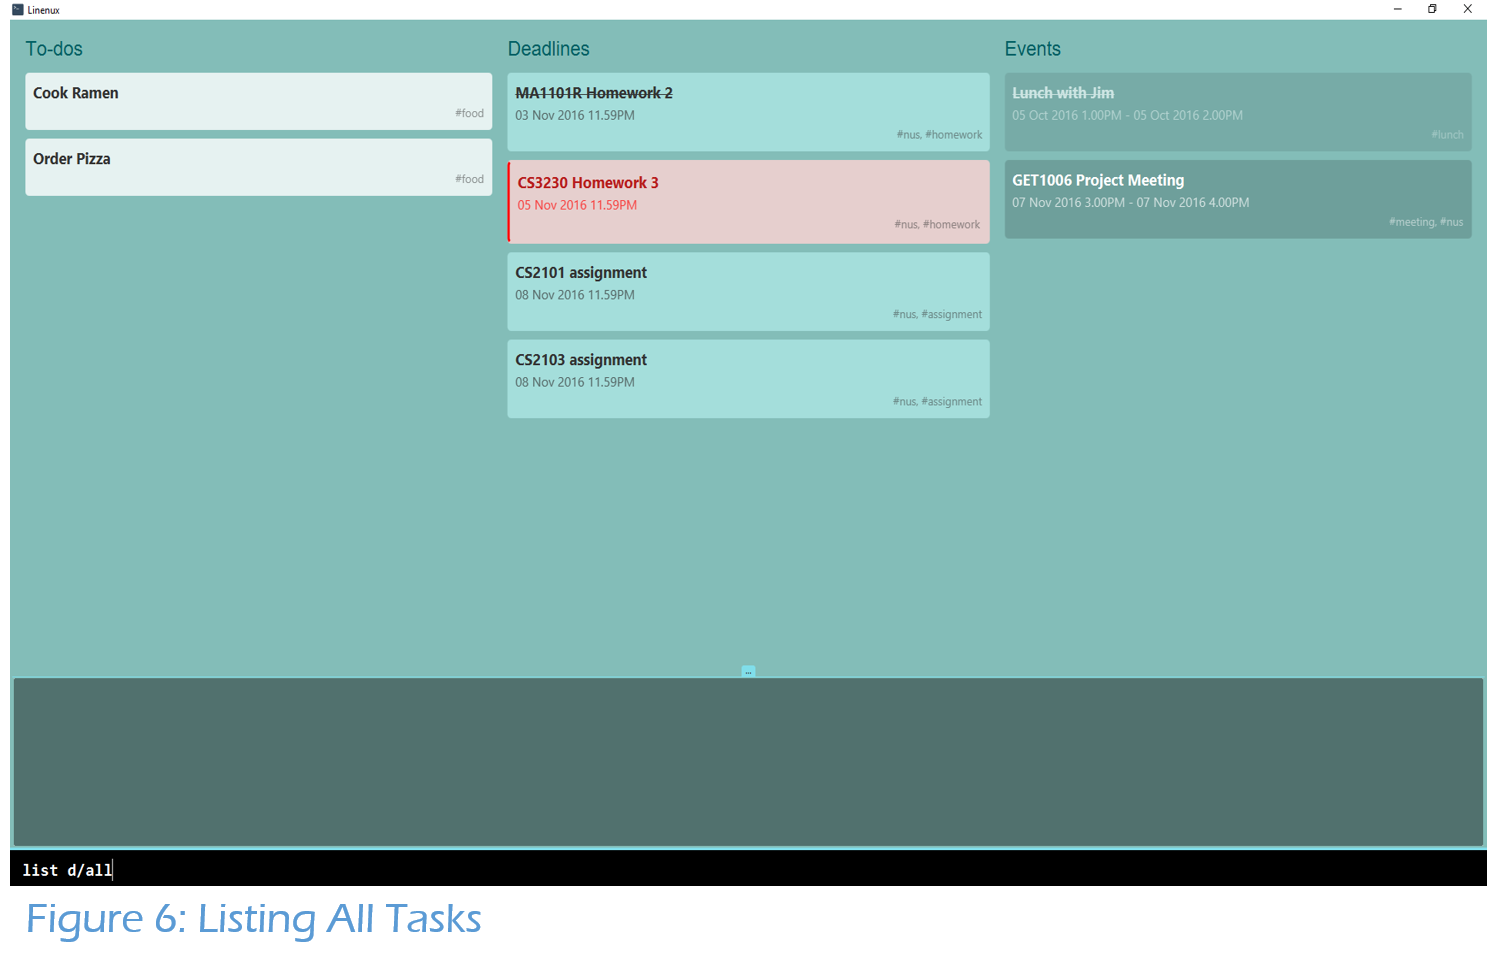 Linenux
To-dos
Cook Ramen
#food
Order Pizza
#food
Deadlines
MA1101R Homework 2
03 Nov 2016 11.59PM
#nus, #homework
CS3230 Homework 3
05 Nov 2016 11.59PM
#nus, #homework
CS2101 assignment
08 Nov 2016 11.59PM
#nus, #assignment
CS2103 assignment
08 Nov 2016 11.59PM
#nus, #assignment
Events
Lunch with Jim
05 Oct 2016 1.00PM - 05 Oct 2016 2.00PM
#lunch
GET1006 Project Meeting
07 Nov 2016 3.00PM - 07 Nov 2016 4.00PM
#meeting, #nus
...
list d/all
Figure 6: Listing All Tasks